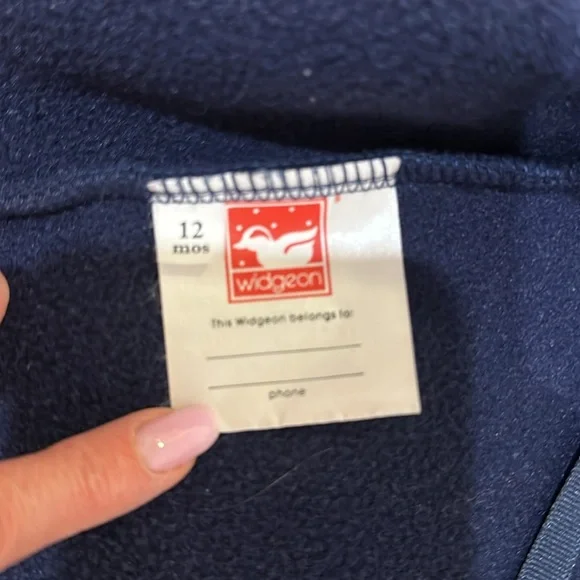 12
mos
widgeon
This Widgeon belongs to:
phone